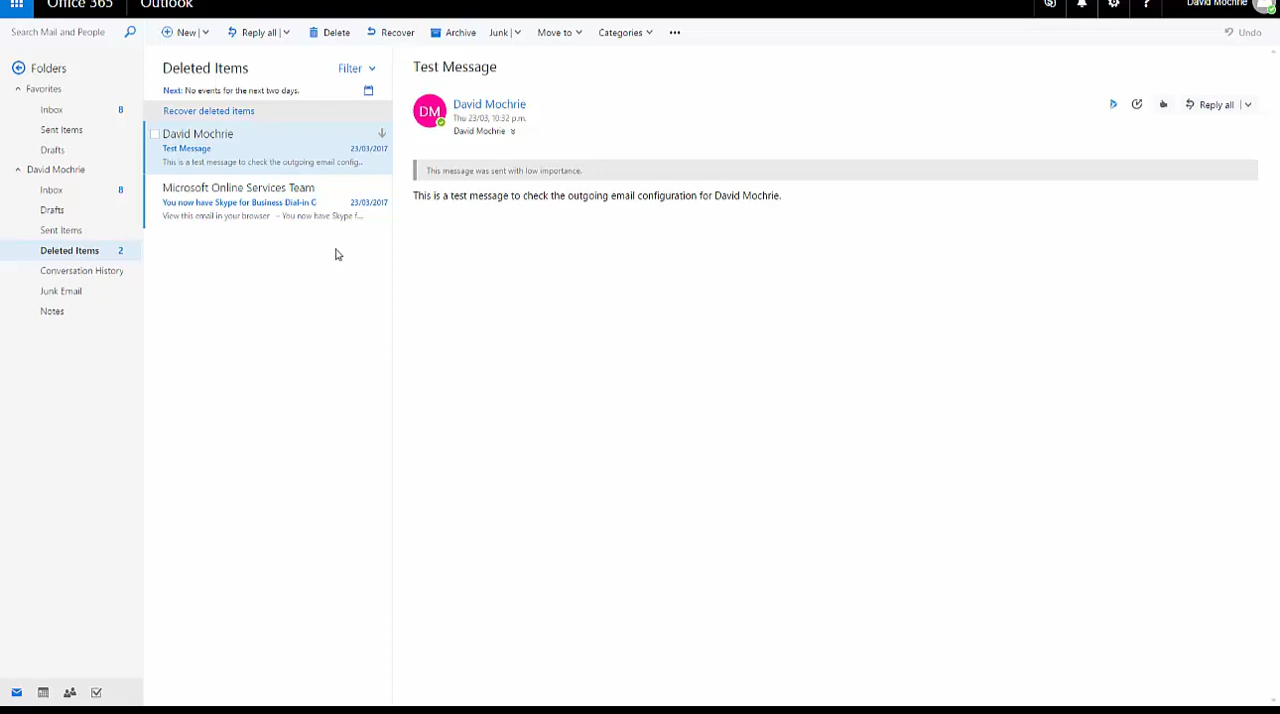 Office 365
Outlook
David Mochrie
Search Mail and People
New
Reply all
Delete
Recover
Archive
Junk
Move to
Categories
Undo
Folders
Favorites
Inbox 8
Sent Items
Drafts
David Mochrie
Inbox 8
Drafts
Sent Items
Deleted Items 2
Conversation History
Junk Email
Notes
Deleted Items
Filter
Next: No events for the next two days.
Recover deleted items
David Mochrie
Test Message 23/03/2017
This is a test message to check the outgoing email config..
Microsoft Online Services Team
You now have Skype for Business Dial-in C 23/03/2017
View this email in your browser – You now have Skype f...
Test Message
DM
David Mochrie
Thu 23/03, 10:32 p.m.
David Mochrie
Reply all
This message was sent with low importance.
This is a test message to check the outgoing email configuration for David Mochrie.